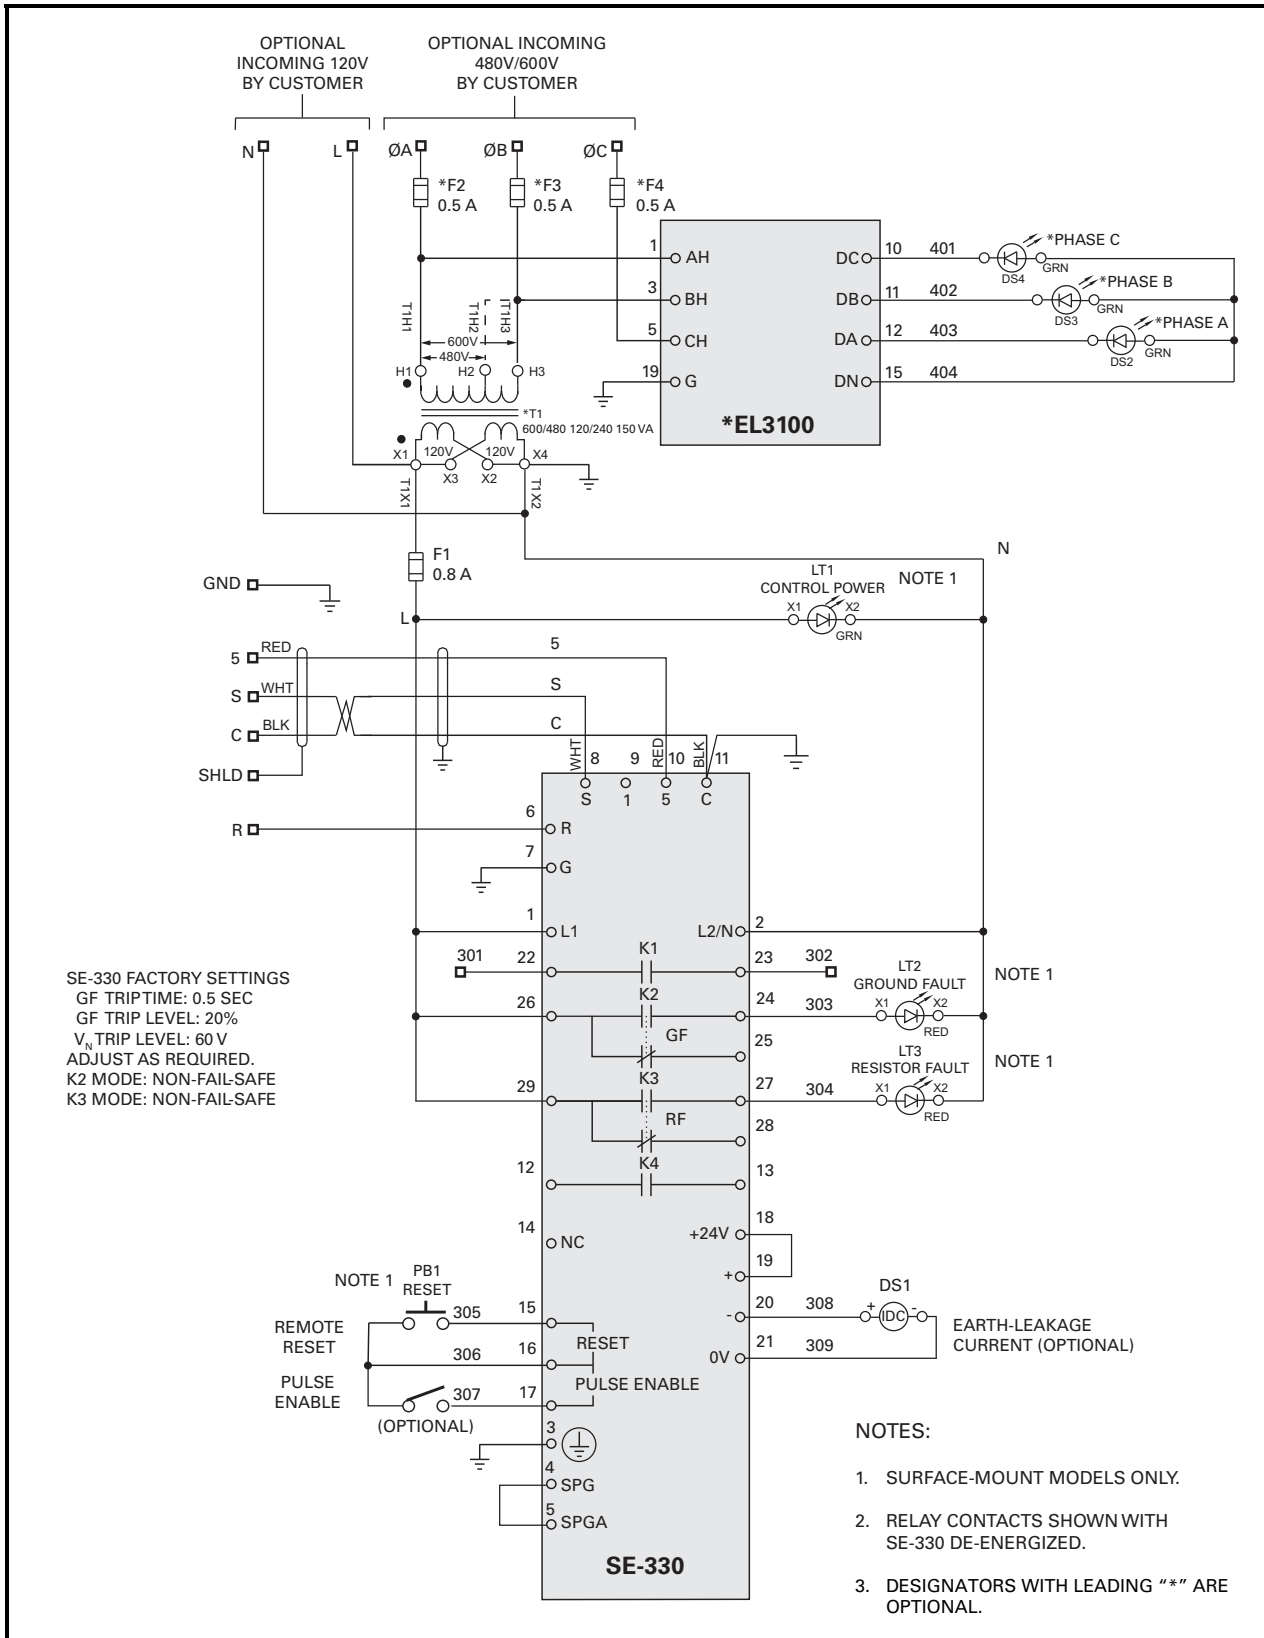 OPTIONAL
INCOMING 120V
BY CUSTOMER
OPTIONAL INCOMING
480V/600V
BY CUSTOMER
N
L
ØA
ØB
ØC
*F2
0.5 A
*F3
0.5 A
*F4
0.5 A
1
AH
3
BH
5
CH
19
G
DC
10
401
DB
11
402
DA
12
403
DN
15
404
*EL3100
*PHASE C
DS4
GRN
*PHASE B
DS3
GRN
*PHASE A
DS2
GRN
T1H1
T1H2
T1H3
600V
480V
H1
H2
H3
*T1
600/480 120/240 150 VA
120V
120V
X1
X3
X2
X4
T1X1
T1X2
F1
0.8 A
N
GND
L
LT1
CONTROL POWER
NOTE 1
X1
X2
GRN
5
RED
5
S
WHT
S
C
BLK
C
SHLD
WHT
8
9
RED
10
BLK
11
S
1
5
C
R
6
R
7
G
1
L1
L2/N
2
301
22
K1
23
302
26
K2
24
303
GF
25
LT2
GROUND FAULT
X1
X2
RED
NOTE 1
29
K3
27
304
RF
28
LT3
RESISTOR FAULT
X1
X2
RED
NOTE 1
12
K4
13
SE-330 FACTORY SETTINGS
GF TRIP TIME: 0.5 SEC
GF TRIP LEVEL: 20%
VN TRIP LEVEL: 60 V
ADJUST AS REQUIRED.
K2 MODE: NON-FAIL-SAFE
K3 MODE: NON-FAIL-SAFE
14
NC
+24V
18
+
19
-
20
308
0V
21
309
DS1
+
IDC
-
EARTH-LEAKAGE
CURRENT (OPTIONAL)
NOTE 1
PB1
RESET
REMOTE
RESET
305
15
306
16
RESET
PULSE
ENABLE
307
17
PULSE ENABLE
(OPTIONAL)
3
4
SPG
5
SPGA
SE-330
NOTES:
1. SURFACE-MOUNT MODELS ONLY.
2. RELAY CONTACTS SHOWN WITH
SE-330 DE-ENERGIZED.
3. DESIGNATORS WITH LEADING “*” ARE
OPTIONAL.